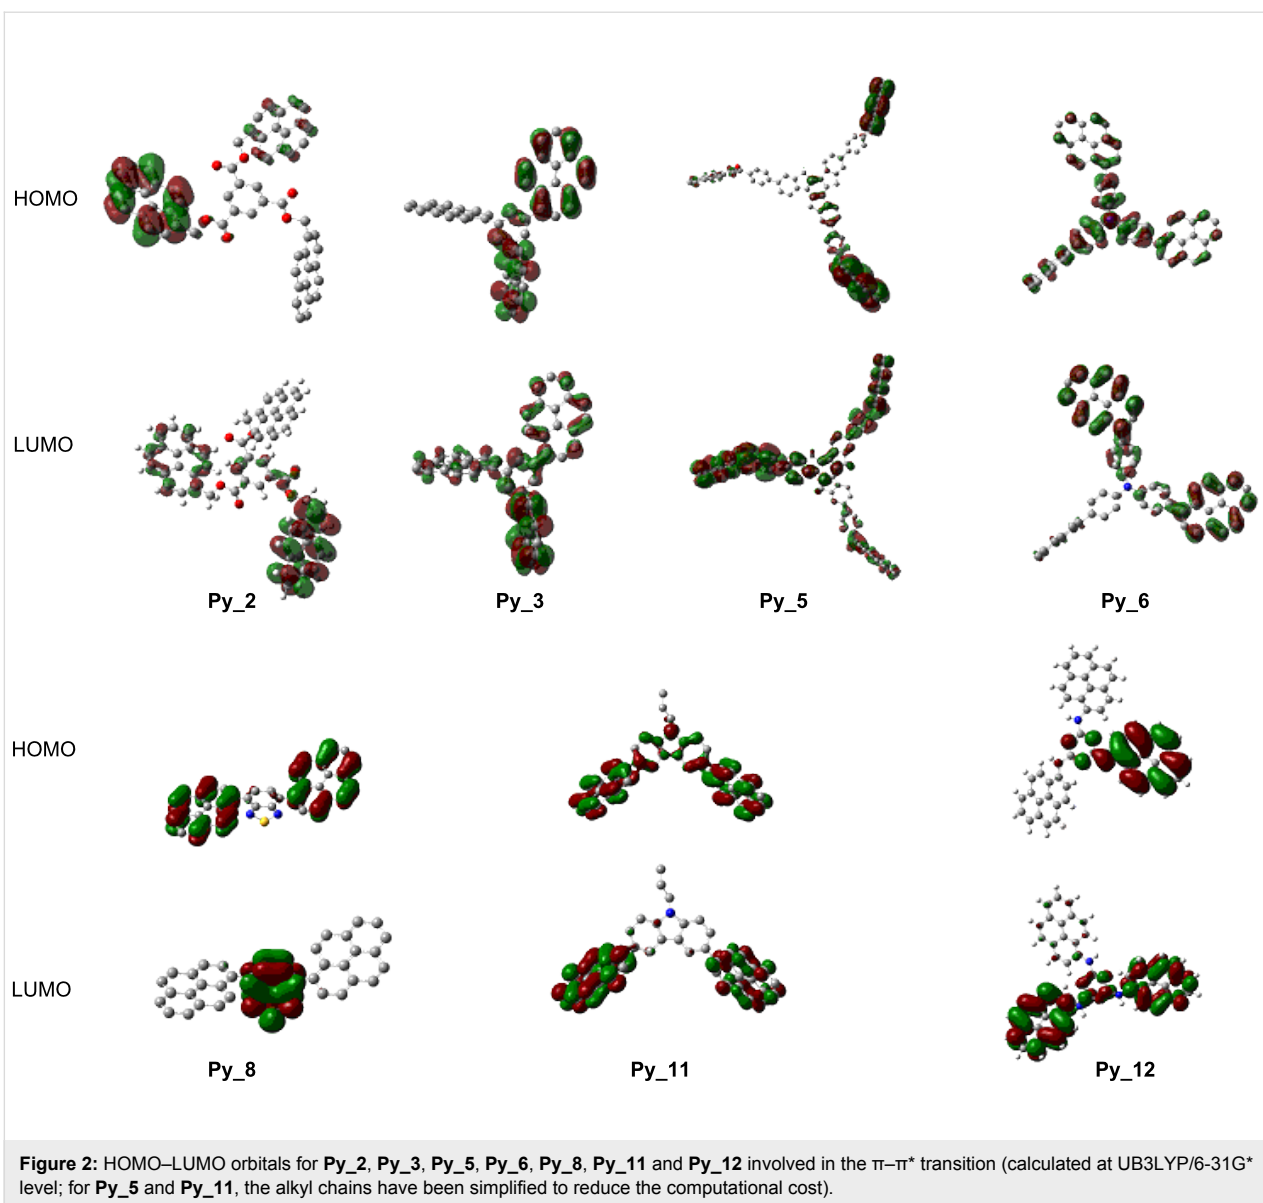 HOMO
LUMO
Py_2 Py_3 Py_5 Py_6
HOMO
LUMO
Py_8 Py_11 Py_12
Figure 2: HOMO–LUMO orbitals for Py_2, Py_3, Py_5, Py_6, Py_8, Py_11 and Py_12 involved in the π–π* transition (calculated at UB3LYP/6-31G*
level; for Py_5 and Py_11, the alkyl chains have been simplified to reduce the computational cost).